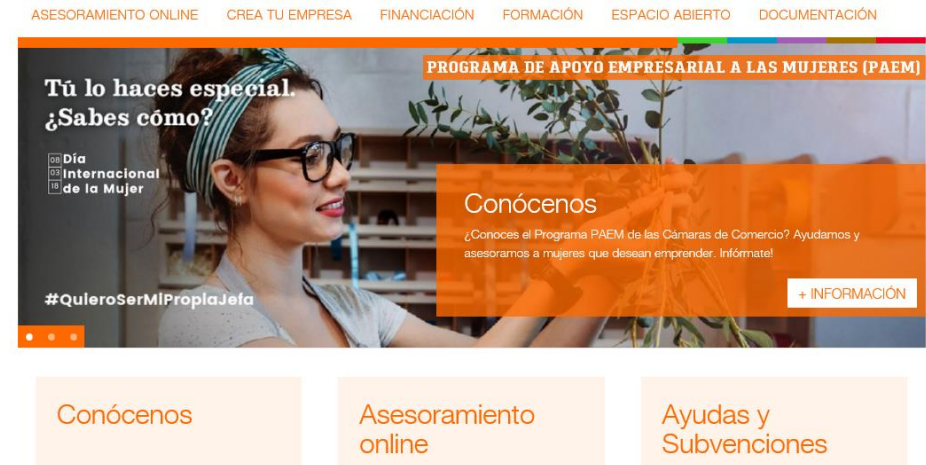 ASESORAMIENTO ONLINE CREA TU EMPRESA FINANCIACIÓN FORMACIÓN ESPACIO ABIERTO DOCUMENTACIÓN
PROGRAMA DE APOYO EMPRESARIAL A LAS MUJERES (PAEM)
Tú lo haces especial.
¿Sabes cómo?
08 Día
03 Internacional
18 de la Mujer
Conócenos
¿Conoces el Programa PAEM de las Cámaras de Comercio? Ayudamos y
asesoramos a mujeres que desean emprender. Infórmate!
+ INFORMACIÓN
#QuieroSerMiPropiaJefa
Conócenos
Asesoramiento
online
Ayudas y
Subvenciones